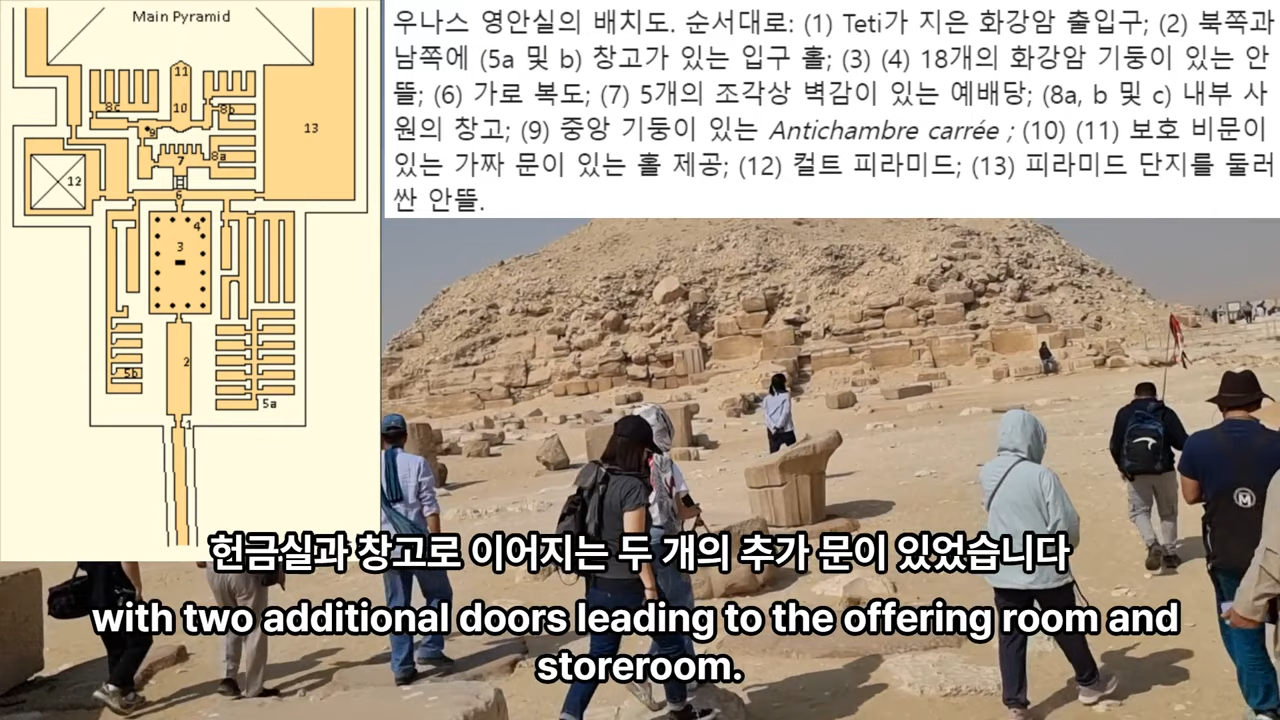 Main Pyramid
11
8c
10
8b
9
13
7
8a
12
6
4
3
2
5b
5a
1
우나스 영안실의 배치도. 순서대로: (1) Teti가 지은 화강암 출입구; (2) 북쪽과
남쪽에 (5a 및 b) 창고가 있는 입구 홀; (3) (4) 18개의 화강암 기둥이 있는 안
뜰; (6) 가로 복도; (7) 5개의 조각상 벽감이 있는 예배당; (8a, b 및 c) 내부 사
원의 창고; (9) 중앙 기둥이 있는 Antichambre carrée ; (10) (11) 보호 비문이
있는 가짜 문이 있는 홀 제공; (12) 컬트 피라미드; (13) 피라미드 단지를 둘러
싼 안뜰.
M
헌금실과 창고로 이어지는 두 개의 추가 문이 있었습니다
with two additional doors leading to the offering room and
storeroom.